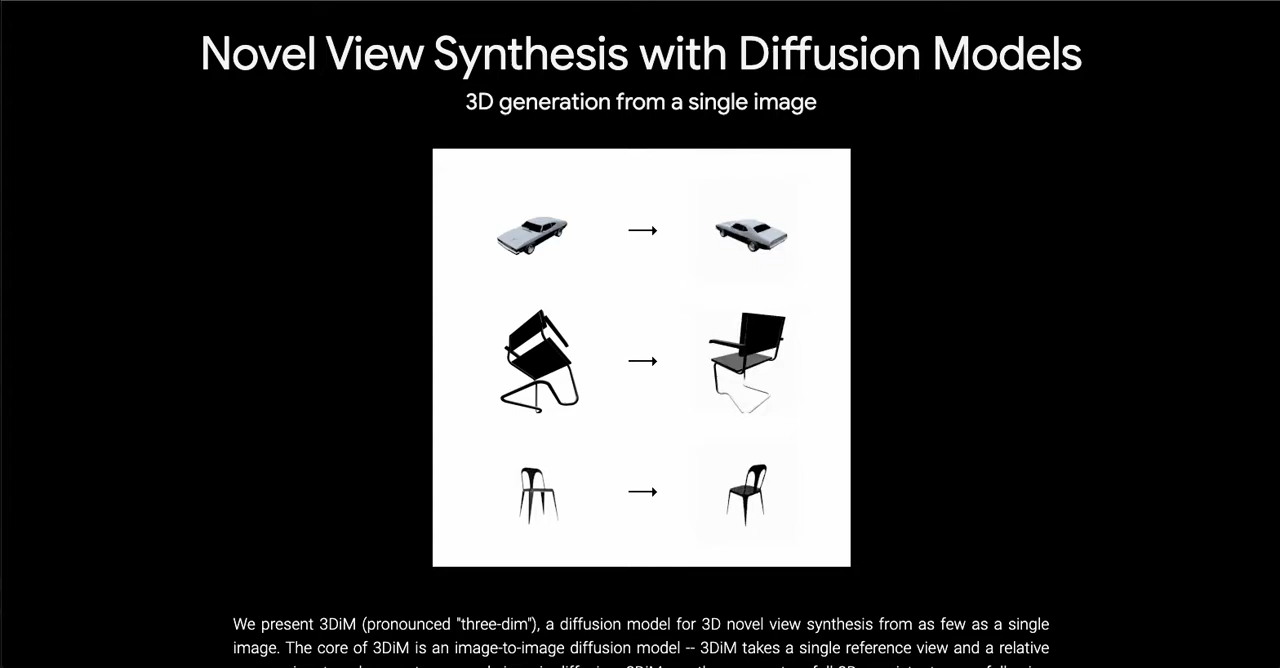 Novel View Synthesis with Diffusion Models
3D generation from a single image
We present 3DiM (pronounced "three-dim"), a diffusion model for 3D novel view synthesis from as few as a single
image. The core of 3DiM is an image-to-image diffusion model -- 3DiM takes a single reference view and a relative